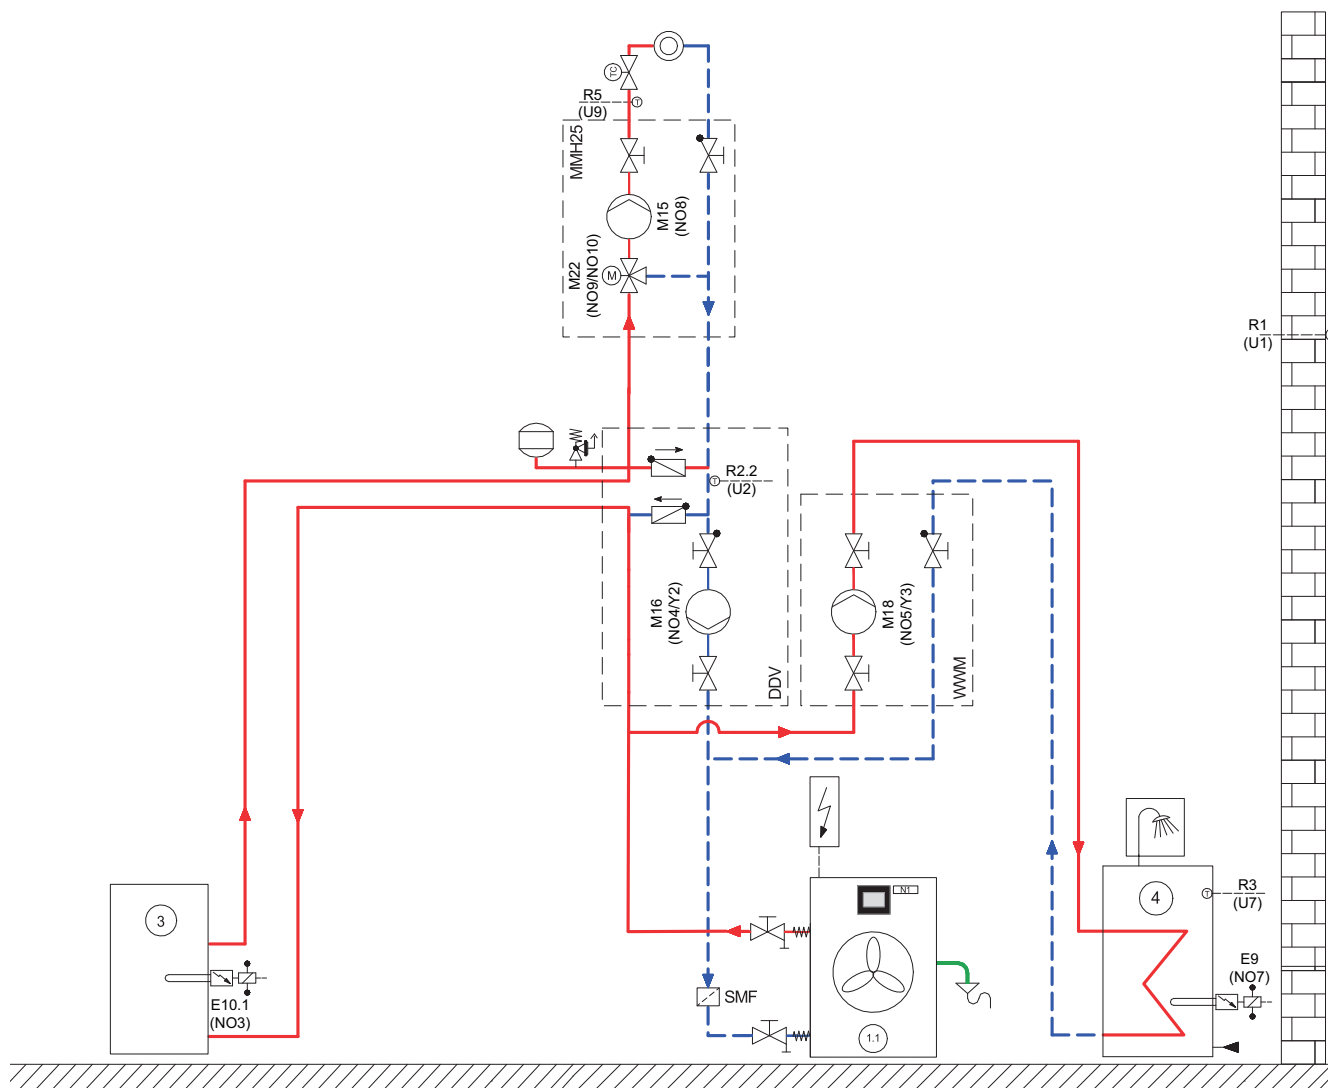 TC
R5
T
(U9)
MMH25
M15
(NO8)
M22
(NO9/NO10)
M
R1
(U1)
R2.2
T
(U2)
M16
(NO4/Y2)
M18
(NO5/Y3)
DDV
WWM
N1
3
4
R3
T
(U7)
E10.1
(NO3)
SMF
E9
(NO7)
1.1